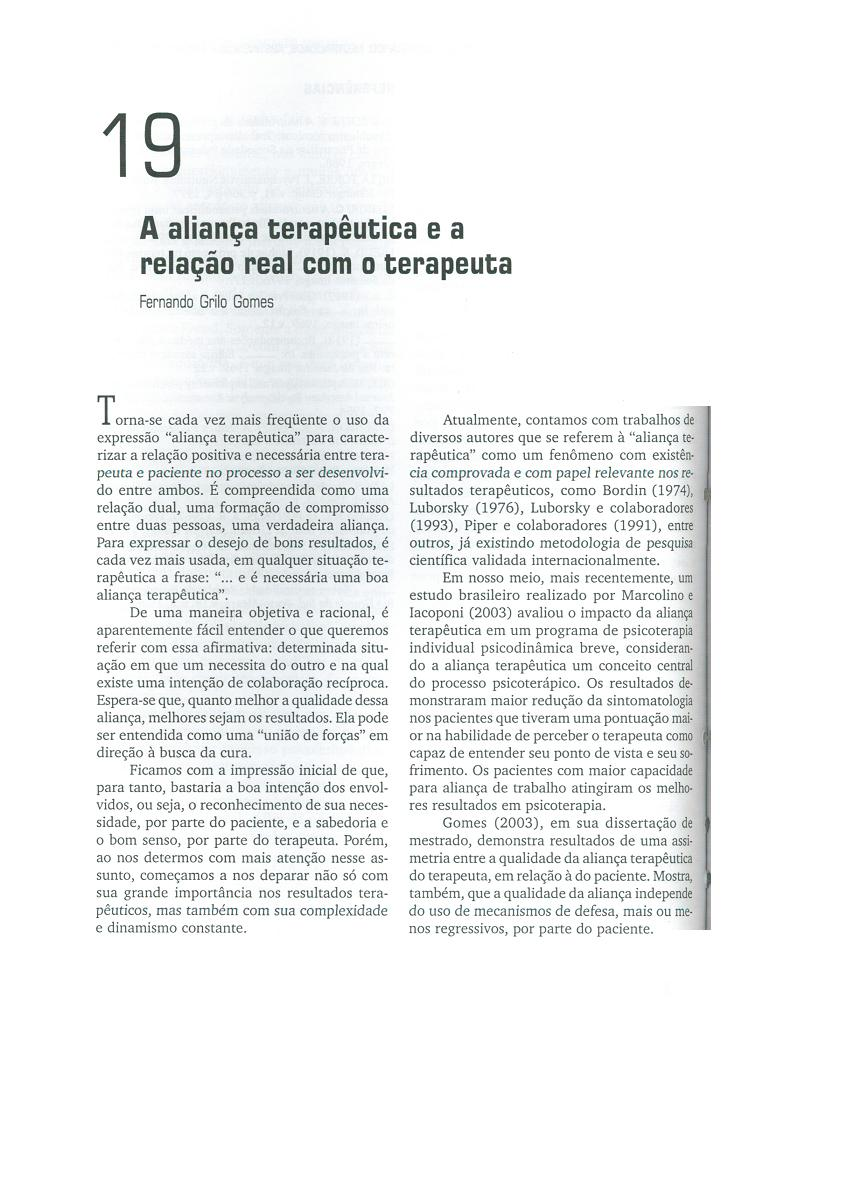 19
A aliança terapêutica e a
relação real com o terapeuta
Fernando Grilo Gomes
Torna-se cada vez mais freqüente o uso da
expressão “aliança terapêutica” para caracte-
rizar a relação positiva e necessária entre tera-
peuta e paciente no processo a ser desenvolvi-
do entre ambos. É compreendida como uma
relação dual, uma formação de compromisso
entre duas pessoas, uma verdadeira aliança.
Para expressar o desejo de bons resultados, é
cada vez mais usada, em qualquer situação te-
rapêutica a frase: “... e é necessária uma boa
aliança terapêutica”.
De uma maneira objetiva e racional, é
aparentemente fácil entender o que queremos
referir com essa afirmativa: determinada situ-
ação em que um necessita do outro e na qual
existe uma intenção de colaboração recíproca.
Espera-se que, quanto melhor a qualidade dessa
aliança, melhores sejam os resultados. Ela pode
ser entendida como uma “união de forças” em
direção à busca da cura.
Ficamos com a impressão inicial de que,
para tanto, bastaria a boa intenção dos envol-
vidos, ou seja, o reconhecimento de sua neces-
sidade, por parte do paciente, e a sabedoria e
o bom senso, por parte do terapeuta. Porém,
ao nos determos com mais atenção nesse as-
sunto, começamos a nos deparar não só com
sua grande importância nos resultados tera-
pêuticos, mas também com sua complexidade
e dinamismo constante.
Atualmente, contamos com trabalhos de
diversos autores que se referem à “aliança te-
rapêutica” como um fenômeno com existên-
cia comprovada e com papel relevante nos re-
sultados terapêuticos, como Bordin (1974),
Luborsky (1976), Luborsky e colaboradores
(1993), Piper e colaboradores (1991), entre
outros, já existindo metodologia de pesquisa
científica validada internacionalmente.
Em nosso meio, mais recentemente, um
estudo brasileiro realizado por Marcolino e
Iacoponi (2003) avaliou o impacto da aliança
terapêutica em um programa de psicoterapia
individual psicodinâmica breve, consideran-
do a aliança terapêutica um conceito central
do processo psicoterápico. Os resultados de-
monstraram maior redução da sintomatologia
nos pacientes que tiveram uma pontuação mai-
or na habilidade de perceber o terapeuta como
capaz de entender seu ponto de vista e seu so-
frimento. Os pacientes com maior capacidade
para aliança de trabalho atingiram os melho-
res resultados em psicoterapia.
Gomes (2003), em sua dissertação de
mestrado, demonstra resultados de uma assi-
metria entre a qualidade da aliança terapêutica
do terapeuta, em relação à do paciente. Mostra,
também, que a qualidade da aliança independe
do uso de mecanismos de defesa, mais ou me-
nos regressivos, por parte do paciente.